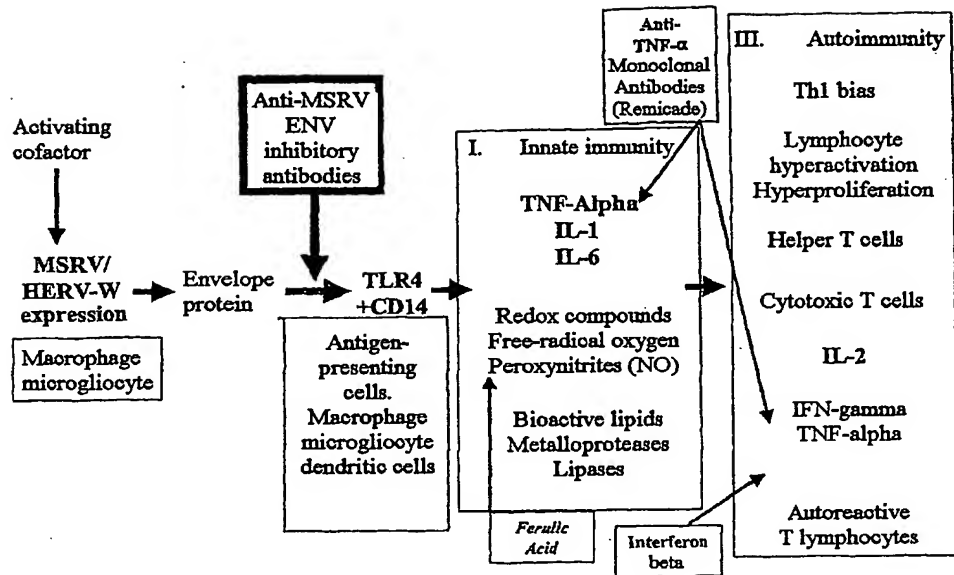 Activating
cofactor
MSRV/
HERV-W
expression
Macrophage
microgliocyte
Envelope
protein
Anti-MSRV
ENV
inhibitory
antibodies
TLR4
+CD14
Antigen-
presenting
cells.
Macrophage
microgliocyte
dendritic cells
I. Innate immunity
TNF-Alpha
IL-1
IL-6
Redox compounds
Free-radical oxygen
Peroxynitrites (NO)
Bioactive lipids
Metalloproteases
Lipases
Ferulic
Acid
Anti-
TNF-α
Monoclonal
Antibodies
(Remicade)
Interferon
beta
III. Autoimmunity
Th1 bias
Lymphocyte
hyperactivation
Hyperproliferation
Helper T cells
Cytotoxic T cells
IL-2
IFN-gamma
TNF-alpha
Autoreactive
T lymphocytes